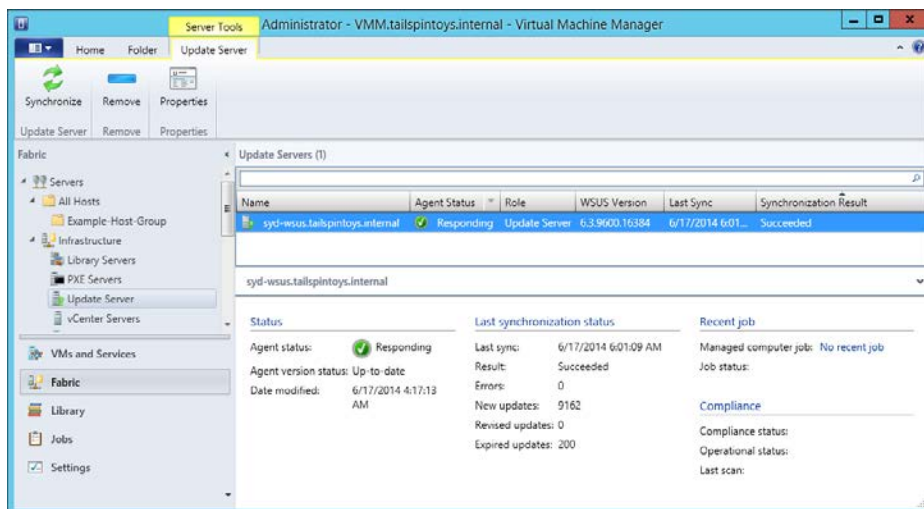 Server Tools
Administrator - VMM.tailspintoys.internal - Virtual Machine Manager
Home Folder Update Server
Synchronize Remove Properties
Update Server Remove Properties
Fabric
Servers
All Hosts
Example-Host-Group
Infrastructure
Library Servers
PXE Servers
Update Server
vCenter Servers
VMs and Services
Fabric
Library
Jobs
Settings
Update Servers (1)
Name Agent Status Role WSUS Version Last Sync Synchronization Result
syd-wsus.tailspintoys.internal Responding Update Server 6.3.9600.16384 6/17/2014 6:01... Succeeded
syd-wsus.tailspintoys.internal
Status
Agent status: Responding
Agent version status: Up-to-date
Date modified: 6/17/2014 4:17:13
AM
Last synchronization status
Last sync: 6/17/2014 6:01:09 AM
Result: Succeeded
Errors: 0
New updates: 9162
Revised updates: 0
Expired updates: 200
Recent job
Managed computer job: No recent job
Job status:
Compliance
Compliance status:
Operational status:
Last scan: